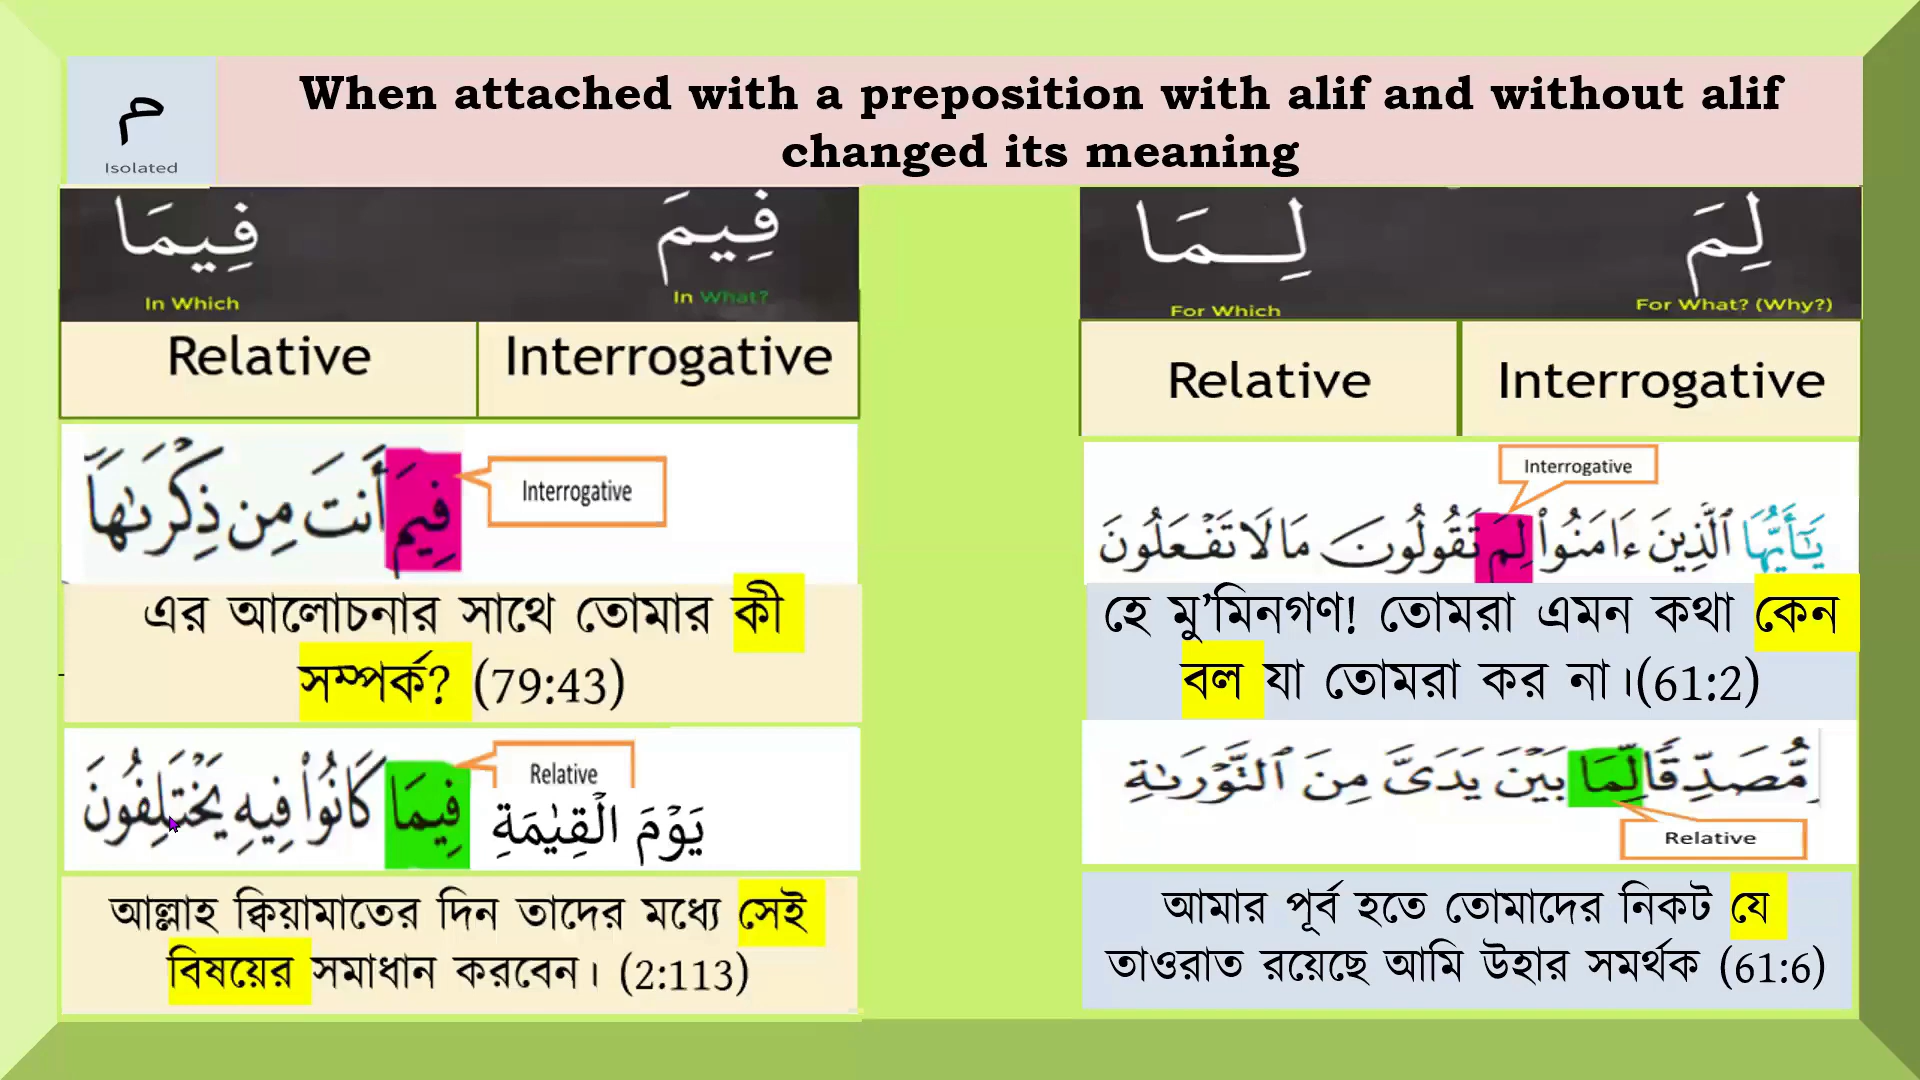 م
Isolated
When attached with a preposition with alif and without alif
changed its meaning
فِيمَا
فِيمَ
In Which
In What?
Relative
Interrogative
فِيمَ أَنتَ مِن ذِكْرَىٰهَآ
Interrogative
এর আলোচনার সাথে তোমার কী
সম্পর্ক? (79:43)
Relative
يَوْمَ الْقِيٰمَةِ فِيمَا كَانُوا۟ فِيهِ يَخْتَلِفُونَ
আল্লাহ ক্বিয়ামাতের দিন তাদের মধ্যে সেই
বিষয়ের সমাধান করবেন। (2:113)
لِـمَا
لِمَ
For Which
For What? (Why?)
Relative
Interrogative
Interrogative
يَـٰٓأَيُّهَا ٱلَّذِينَ ءَامَنُوا۟ لِمَ تَقُولُونَ مَا لَا تَفْعَلُونَ
হে মু’মিনগণ! তোমরা এমন কথা কেন
বল যা তোমরা কর না।(61:2)
مُّصَدِّقًا لِّمَا بَيْنَ يَدَىَّ مِنَ ٱلتَّوْرَىٰةِ
Relative
আমার পূর্ব হতে তোমাদের নিকট যে
তাওরাত রয়েছে আমি উহার সমর্থক (61:6)